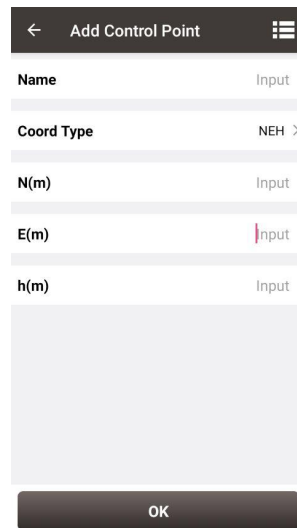 Add Control Point
Name Input
Coord Type NEH
N(m) Input
E(m) Input
h(m) Input
OK